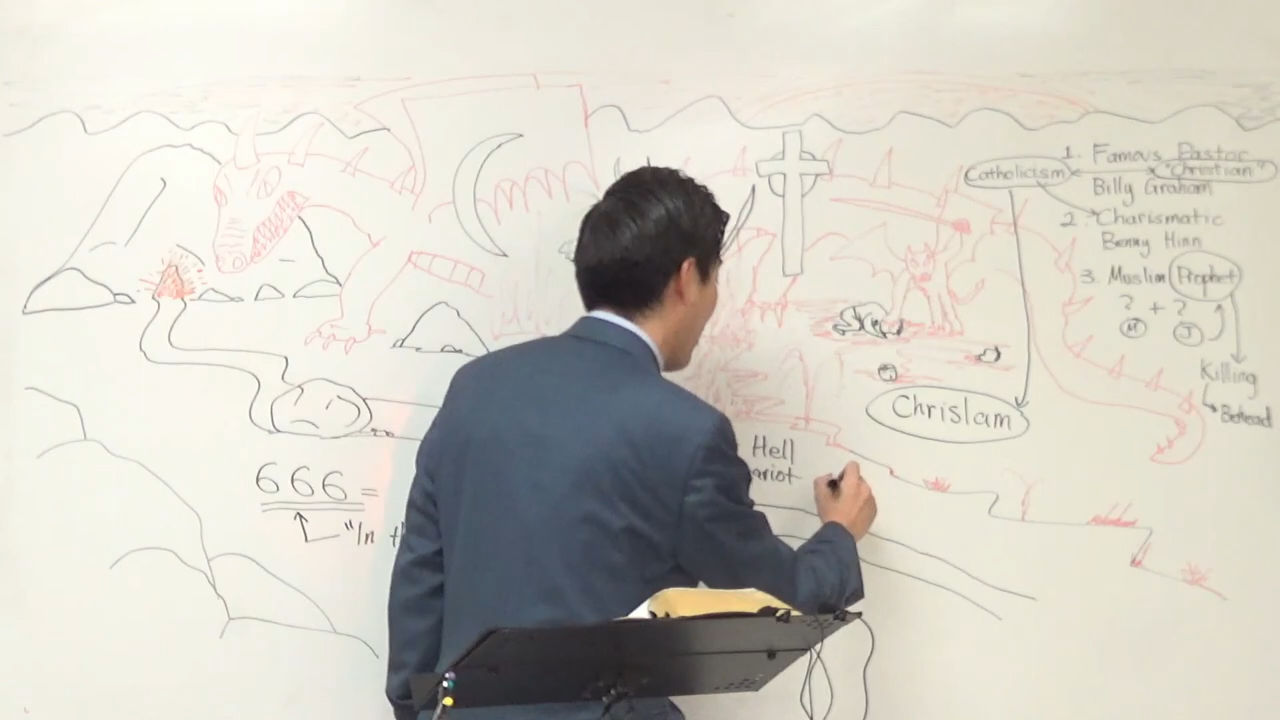 1. Famous Pastor
Catholicism "Christian"
Billy Graham
2. Charismatic
Benny Hinn
3. Muslim Prophet
? + ?
M J
Killing
Behead
Chrislam
Hell
666 =
"In